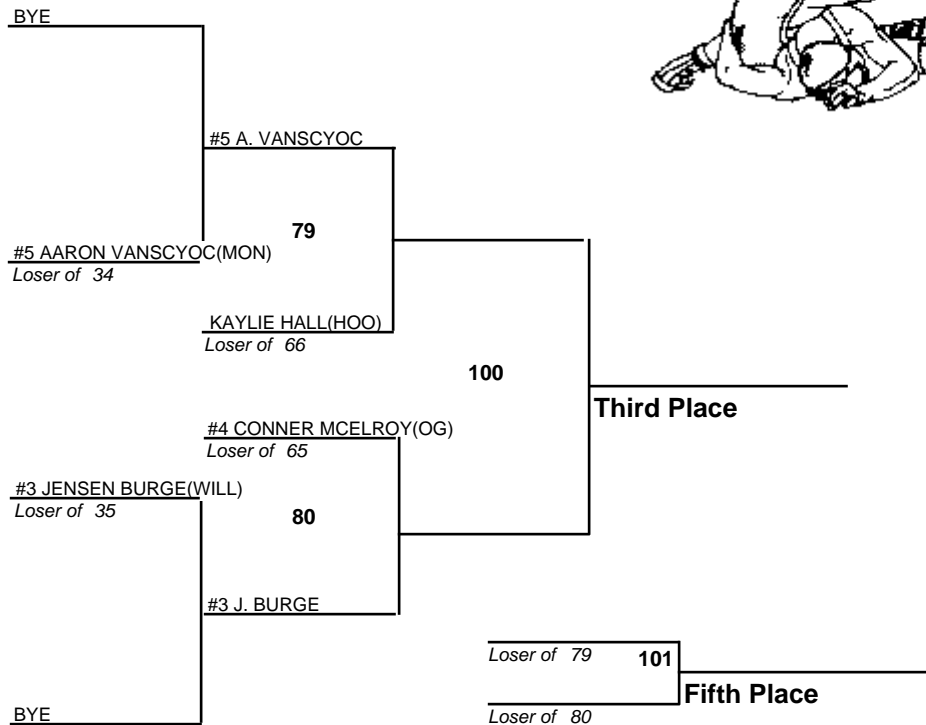 BYE
#5 A. VANSCYOC
79
#5 AARON VANSCYOC(MON)
Loser of 34
KAYLIE HALL(HOO)
Loser of 66
100
Third Place
#4 CONNER MCELROY(OG)
Loser of 65
#3 JENSEN BURGE(WILL)
Loser of 35
80
#3 J. BURGE
Loser of 79
101
Fifth Place
BYE
Loser of 80